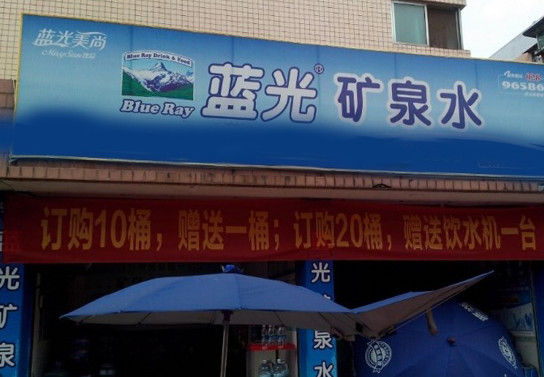 蓝光美尚
Blue Ray Drink & Food
Blue Ray
蓝光® 矿泉水
028-
96586
订购10桶，赠送一桶；订购20桶，赠送饮水机一台
光矿泉
光矿泉水